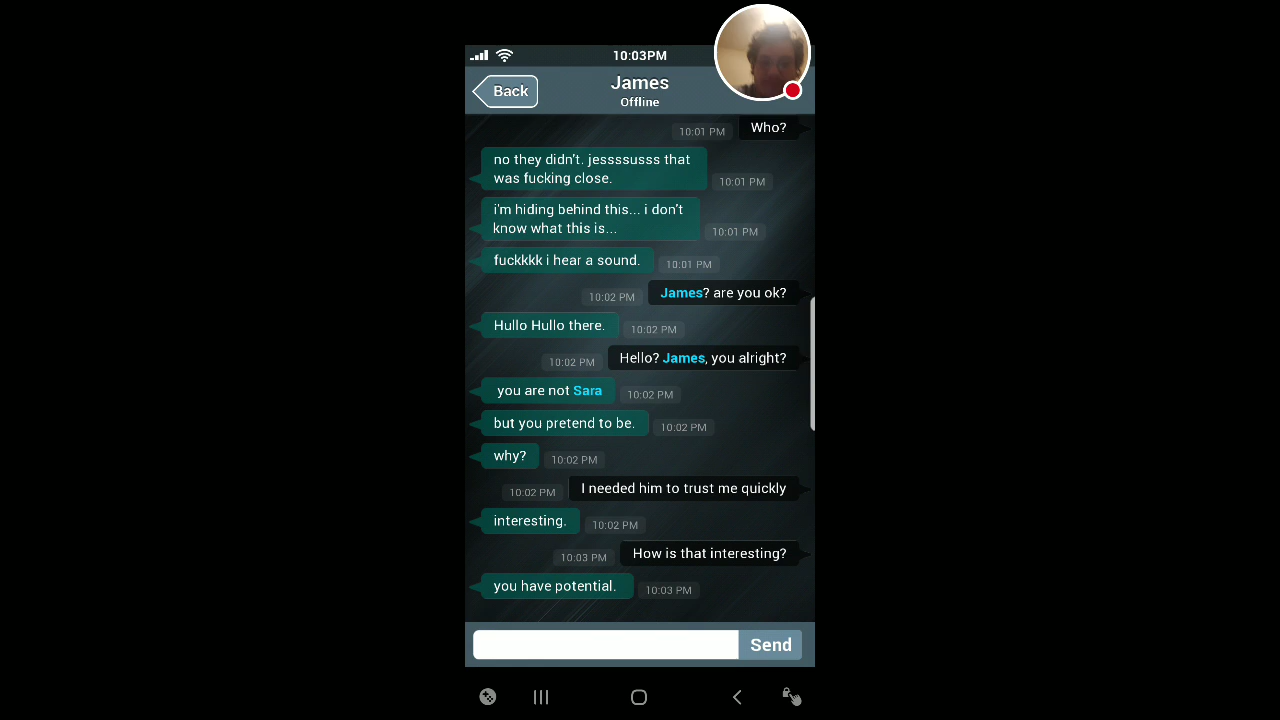 10:03PM
Back
James
Offline
Who?
10:01 PM
no they didn't. jessssusss that
was fucking close.
10:01 PM
i'm hiding behind this... i don't
know what this is...
10:01 PM
fuckkkk i hear a sound.
10:01 PM
James? are you ok?
10:02 PM
Hullo Hullo there.
10:02 PM
Hello? James, you alright?
10:02 PM
you are not Sara
10:02 PM
but you pretend to be.
10:02 PM
why?
10:02 PM
I needed him to trust me quickly
10:02 PM
interesting.
10:02 PM
How is that interesting?
10:03 PM
you have potential.
10:03 PM
Send